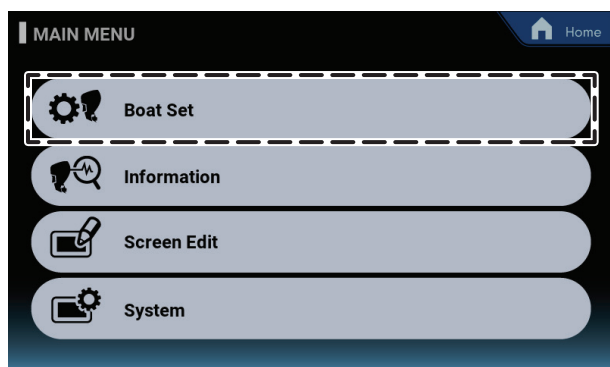 MAIN MENU
Home
Boat Set
Information
Screen Edit
System